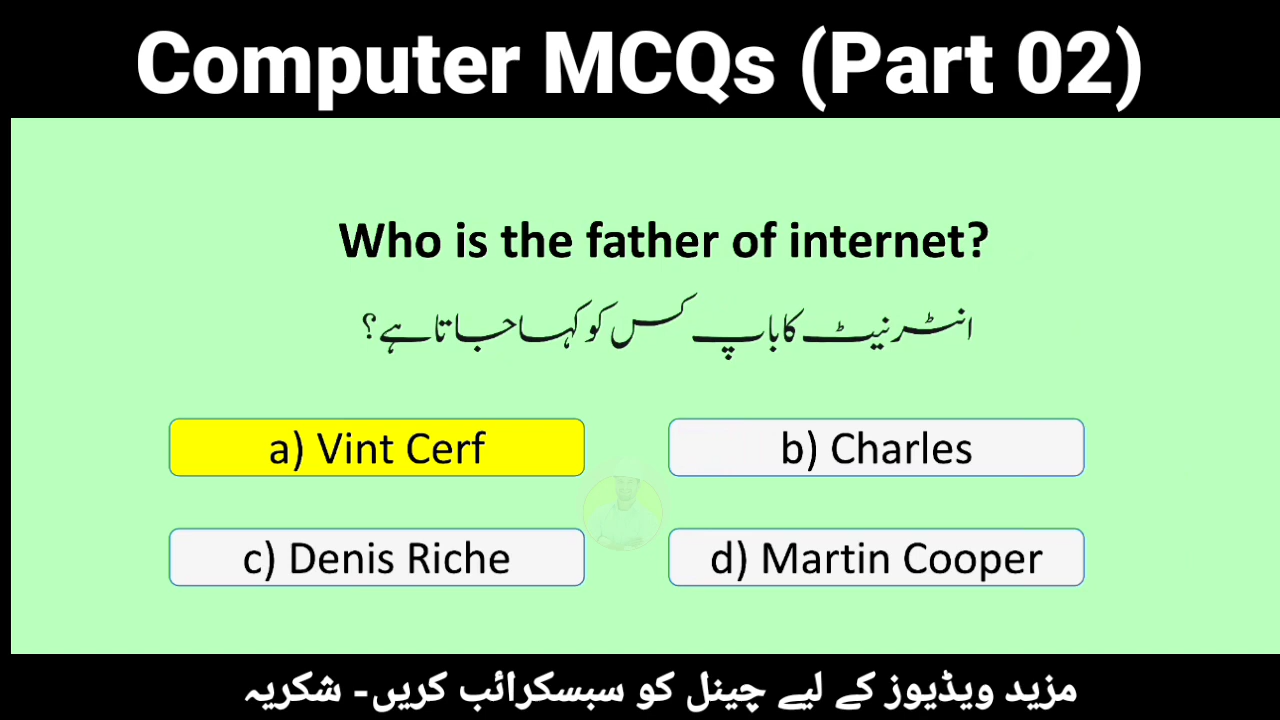 Computer MCQs (Part 02)
Who is the father of internet?
انٹرنیٹ کا باپ کس کو کہا جاتا ہے؟
a) Vint Cerf
b) Charles
c) Denis Riche
d) Martin Cooper
مزید ویڈیوز کے لیے چینل کو سبسکرائب کریں۔ شکریہ